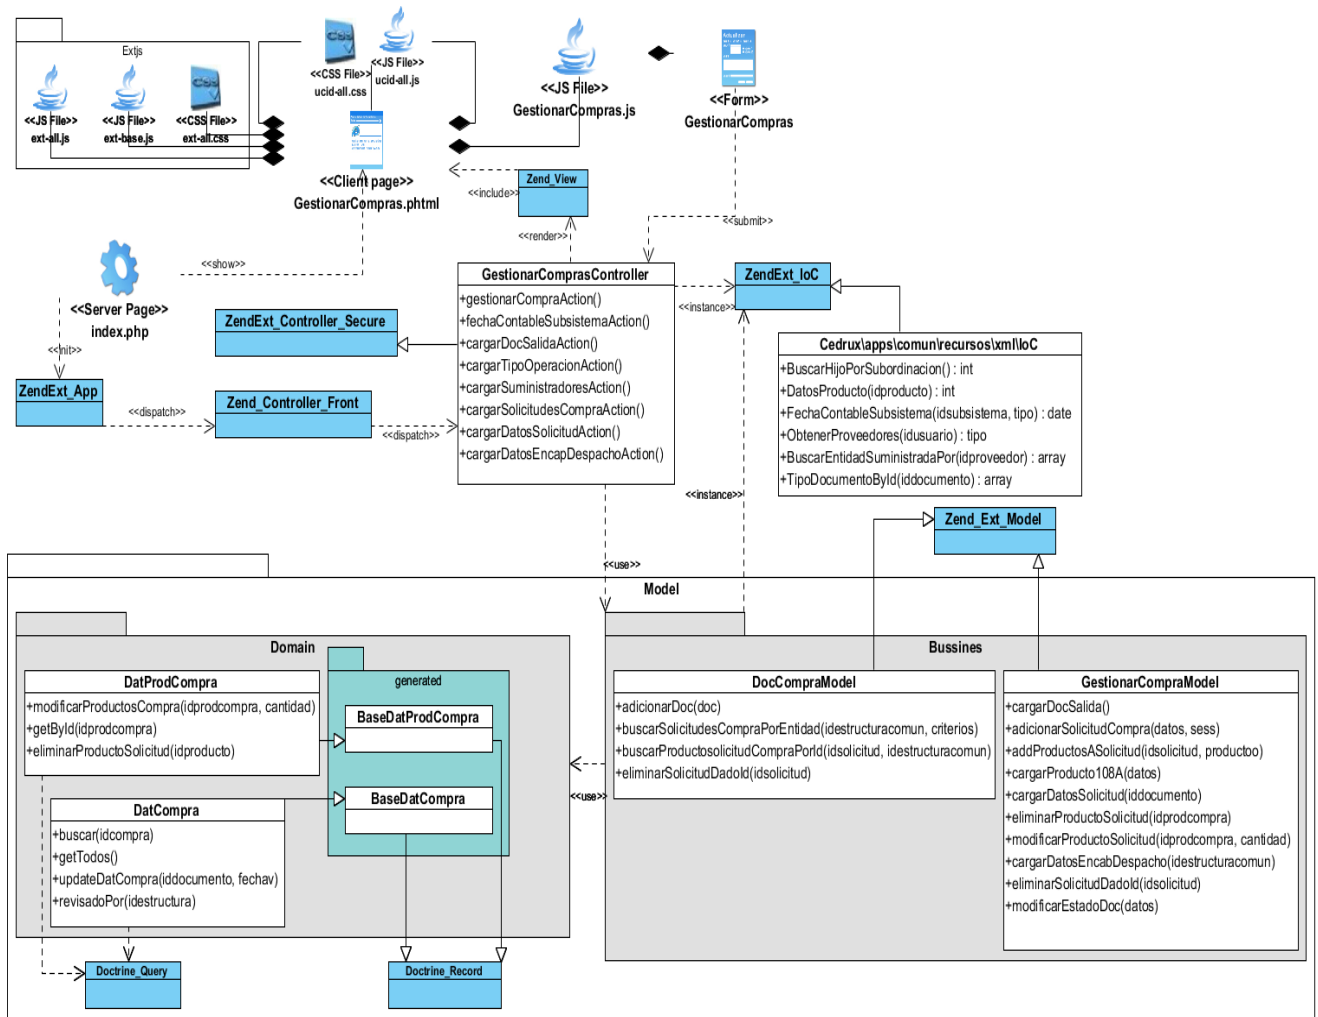 Extjs
<<JS File>>
ext-all.js
<<JS File>>
ext-base.js
<<CSS File>>
ext-all.css
<<CSS File>>
ucid-all.css
<<JS File>>
ucid-all.js
<<JS File>>
GestionarCompras.js
<<Form>>
GestionarCompras
<<Client page>>
GestionarCompras.phtml
Zend_View
<<include>>
<<submit>>
<<render>>
<<show>>
<<Server Page>>
index.php
<<init>>
ZendExt_App
<<dispatch>>
ZendExt_Controller_Secure
Zend_Controller_Front
<<dispatch>>
GestionarComprasController
+gestionarCompraAction()
+fechaContableSubsistemaAction()
+cargarDocSalidaAction()
+cargarTipoOperacionAction()
+cargarSuministradoresAction()
+cargarSolicitudesCompraAction()
+cargarDatosSolicitudAction()
+cargarDatosEncapDespachoAction()
ZendExt_IoC
<<instance>>
Cedrux\apps\comun\recursos\xml\IoC
+BuscarHijoPorSubordinacion() : int
+DatosProducto(idproducto) : int
+FechaContableSubsistema(idsubsistema, tipo) : date
+ObtenerProveedores(idusuario) : tipo
+BuscarEntidadSuministradaPor(idproveedor) : array
+TipoDocumentoById(iddocumento) : array
<<instance>>
Zend_Ext_Model
<<use>>
Model
Domain
DatProdCompra
+modificarProductosCompra(idprodcompra, cantidad)
+getById(idprodcompra)
+eliminarProductoSolicitud(idproducto)
generated
BaseDatProdCompra
BaseDatCompra
DatCompra
+buscar(idcompra)
+getTodos()
+updateDatCompra(iddocumento, fechav)
+revisadoPor(idestructura)
Doctrine_Query
Doctrine_Record
<<use>>
Bussines
DocCompraModel
+adicionarDoc(doc)
+buscarSolicitudesCompraPorEntidad(idestructuracomun, criterios)
+buscarProductosolicitudCompraPorId(idsolicitud, idestructuracomun)
+eliminarSolicitudDadoId(idsolicitud)
GestionarCompraModel
+cargarDocSalida()
+adicionarSolicitudCompra(datos, sess)
+addProductosASolicitud(idsolicitud, productoo)
+cargarProducto108A(datos)
+cargarDatosSolicitud(iddocumento)
+eliminarProductoSolicitud(idprodcompra)
+modificarProductoSolicitud(idprodcompra, cantidad)
+cargarDatosEncabDespacho(idestructuracomun)
+eliminarSolicitudDadoId(idsolicitud)
+modificarEstadoDoc(datos)